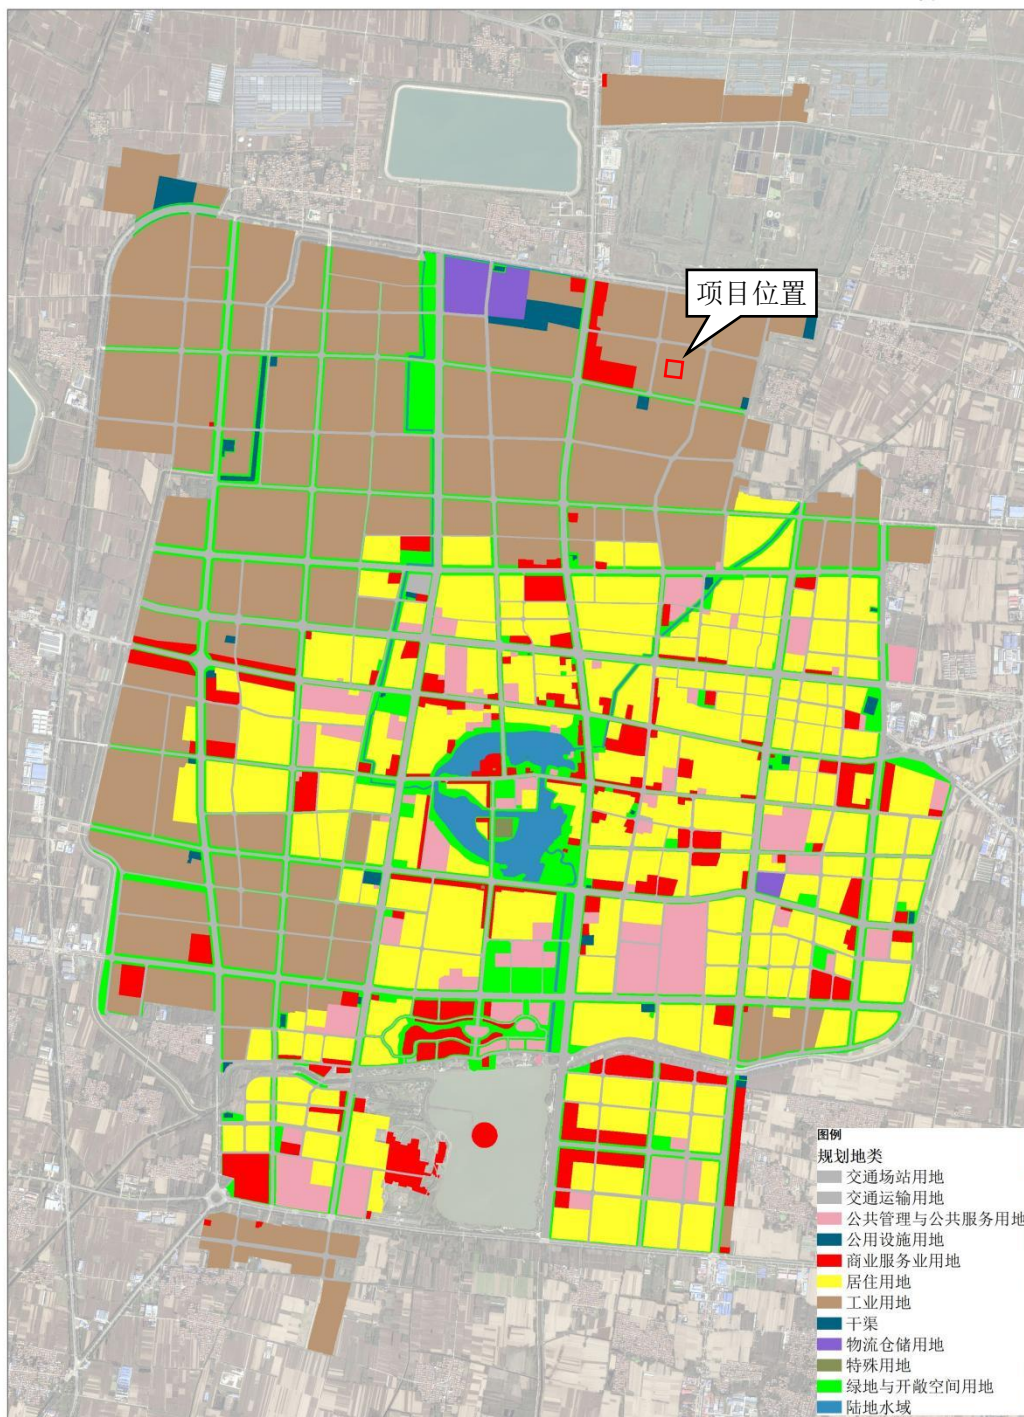 项目位置
图例
规划地类
交通场站用地
交通运输用地
公共管理与公共服务用地
公用设施用地
商业服务业用地
居住用地
工业用地
干渠
物流仓储用地
特殊用地
绿地与开敞空间用地
陆地水域